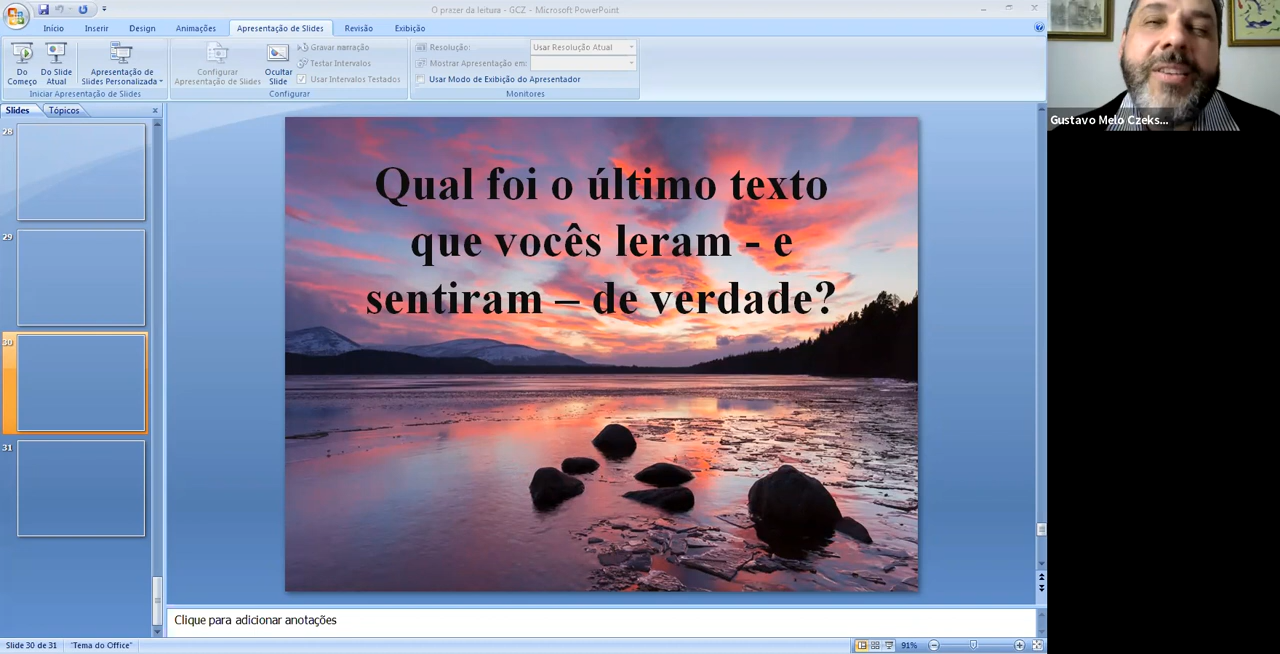 O prazer da leitura - GCZ - Microsoft PowerPoint
Início Inserir Design Animações Apresentação de Slides Revisão Exibição
Do Começo
Do Slide Atual
Apresentação de Slides Personalizada
Iniciar Apresentação de Slides
Configurar Apresentação de Slides
Ocultar Slide
Gravar narração
Testar Intervalos
Usar Intervalos Testados
Configurar
Resolução: Usar Resolução Atual
Mostrar Apresentação em:
Usar Modo de Exibição do Apresentador
Monitores
Slides Tópicos
28
29
30
31
Qual foi o último texto
que vocês leram - e
sentiram – de verdade?
Gustavo Melo Czeks...
Clique para adicionar anotações
Slide 30 de 31 "Tema do Office" 91%